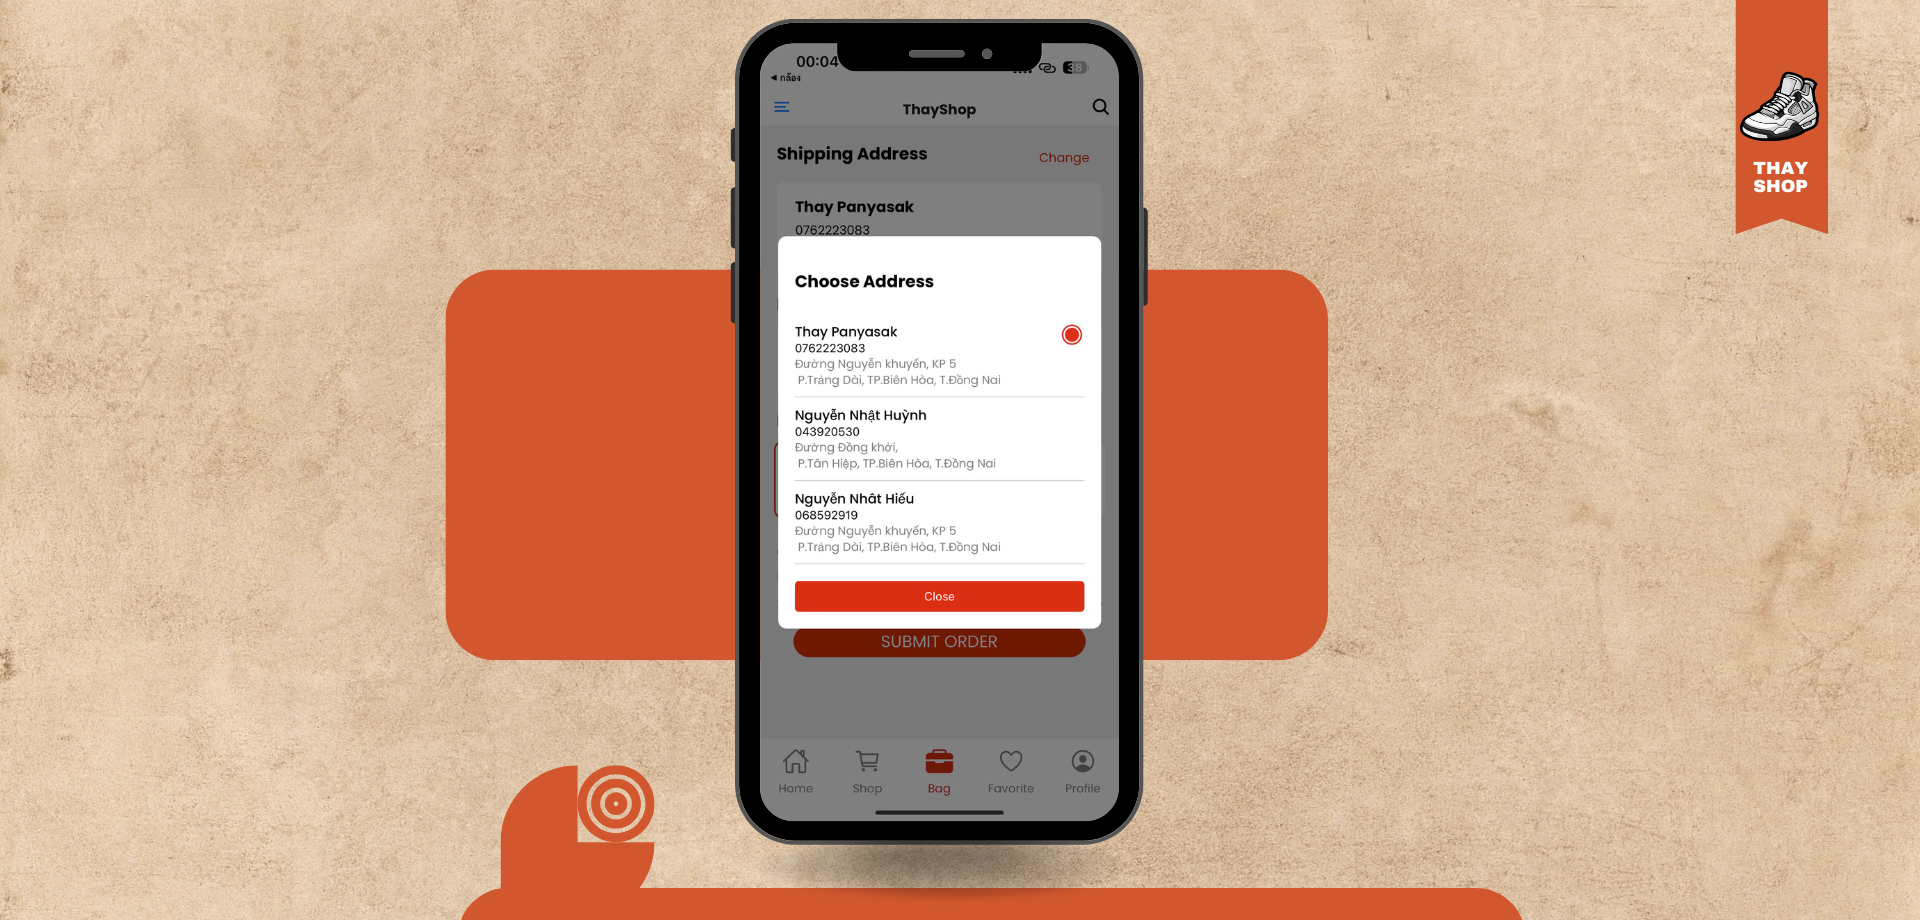 00:04
38
◀ กล้อง
ThayShop
Shipping Address
Change
Thay Panyasak
0762223083
Choose Address
Thay Panyasak
0762223083
Đường Nguyễn khuyến, KP 5
P.Trảng Dài, TP.Biên Hòa, T.Đồng Nai
Nguyễn Nhật Huỳnh
043920530
Đường Đồng khởi,
P.Tân Hiệp, TP.Biên Hòa, T.Đồng Nai
Nguyễn Nhât Hiếu
068592919
Đường Nguyễn khuyến, KP 5
P.Trảng Dài, TP.Biên Hòa, T.Đồng Nai
Close
SUBMIT ORDER
Home
Shop
Bag
Favorite
Profile
THAY
SHOP